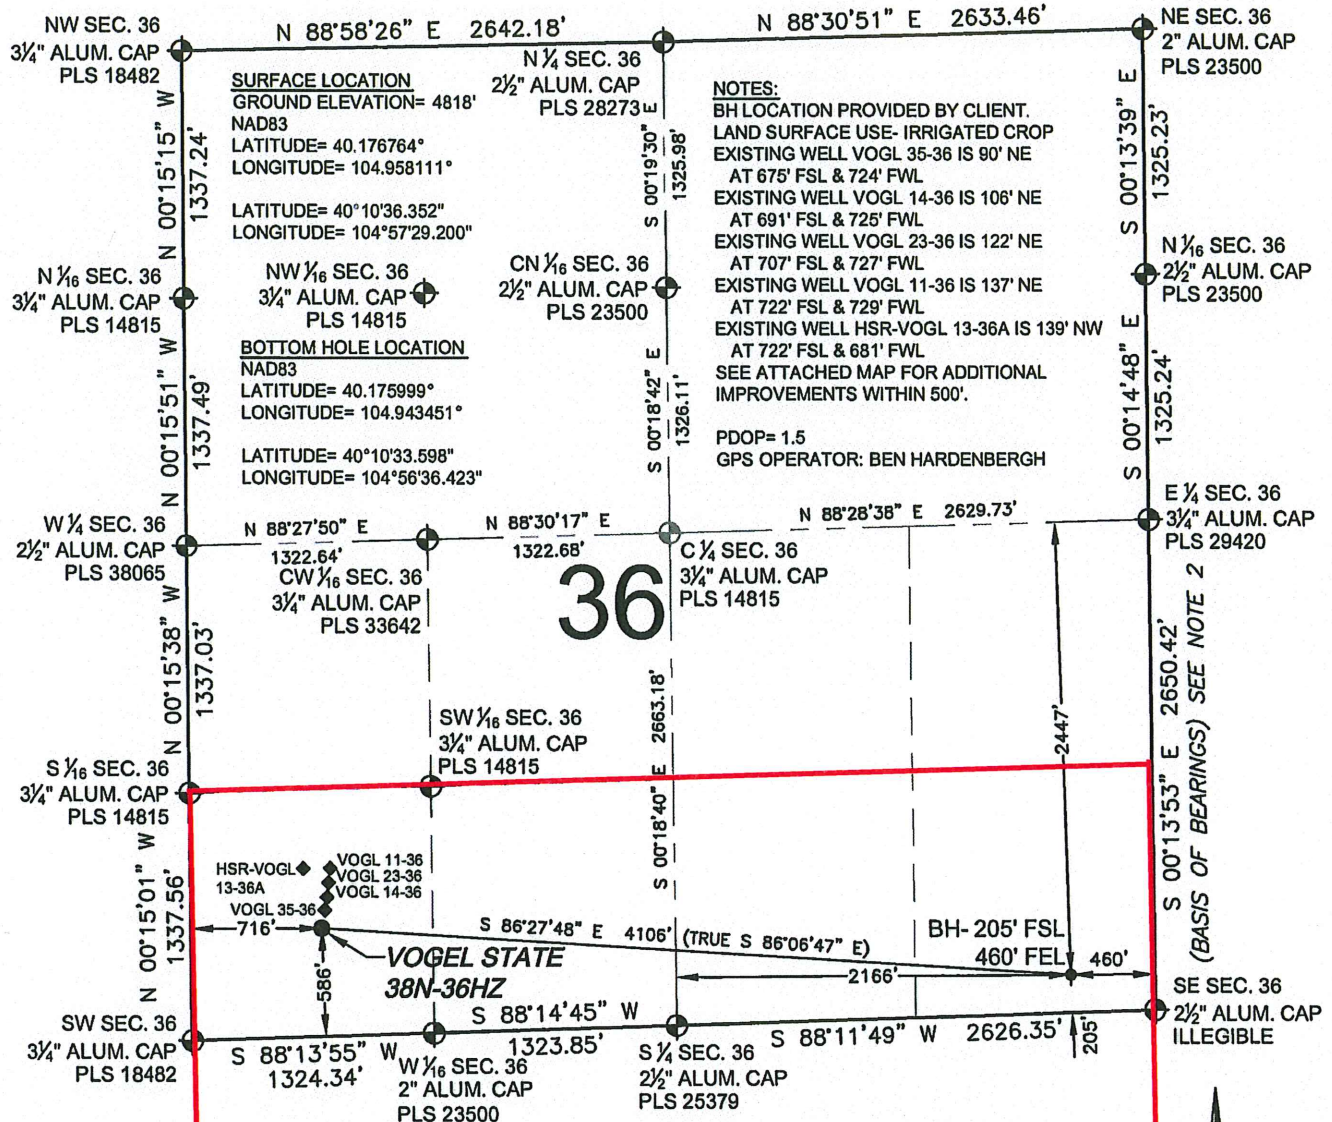 NW SEC. 36
3¼" ALUM. CAP
PLS 18482
N 88°58'26" E 2642.18'
N ¼ SEC. 36
2½" ALUM. CAP
PLS 28273
N 88°30'51" E 2633.46'
NE SEC. 36
2" ALUM. CAP
PLS 23500
SURFACE LOCATION
GROUND ELEVATION= 4818'
NAD83
LATITUDE= 40.176764°
LONGITUDE= 104.958111°
LATITUDE= 40°10'36.352"
LONGITUDE= 104°57'29.200"
NOTES:
BH LOCATION PROVIDED BY CLIENT.
LAND SURFACE USE- IRRIGATED CROP
EXISTING WELL VOGL 35-36 IS 90' NE
AT 675' FSL & 724' FWL
EXISTING WELL VOGL 14-36 IS 106' NE
AT 691' FSL & 725' FWL
EXISTING WELL VOGL 23-36 IS 122' NE
AT 707' FSL & 727' FWL
EXISTING WELL VOGL 11-36 IS 137' NE
AT 722' FSL & 729' FWL
EXISTING WELL HSR-VOGL 13-36A IS 139' NW
AT 722' FSL & 681' FWL
SEE ATTACHED MAP FOR ADDITIONAL
IMPROVEMENTS WITHIN 500'.
PDOP= 1.5
GPS OPERATOR: BEN HARDENBERGH
N 00°15'15" W
1337.24'
S 00°19'30" E
1325.98'
S 00°13'39" E
1325.23'
N 1/16 SEC. 36
3¼" ALUM. CAP
PLS 14815
NW 1/16 SEC. 36
3¼" ALUM. CAP
PLS 14815
CN 1/16 SEC. 36
2½" ALUM. CAP
PLS 23500
N 1/16 SEC. 36
2½" ALUM. CAP
PLS 23500
BOTTOM HOLE LOCATION
NAD83
LATITUDE= 40.175999°
LONGITUDE= 104.943451°
LATITUDE= 40°10'33.598"
LONGITUDE= 104°56'36.423"
N 00°15'51" W
1337.49'
S 00°18'42" E
1326.11'
S 00°14'48" E
1325.24'
W ¼ SEC. 36
2½" ALUM. CAP
PLS 38065
N 88°27'50" E
1322.64'
CW 1/16 SEC. 36
3¼" ALUM. CAP
PLS 33642
N 88°30'17" E
1322.68'
C ¼ SEC. 36
3¼" ALUM. CAP
PLS 14815
N 88°28'38" E 2629.73'
E ¼ SEC. 36
3¼" ALUM. CAP
PLS 29420
36
N 00°15'38" W
1337.03'
S 00°18'40" E 2663.18'
2447'
S 00°13'53" E 2650.42'
(BASIS OF BEARINGS) SEE NOTE 2
S 1/16 SEC. 36
3¼" ALUM. CAP
PLS 14815
SW 1/16 SEC. 36
3¼" ALUM. CAP
PLS 14815
N 00°15'01" W
1337.56'
HSR-VOGL
13-36A
VOGL 11-36
VOGL 23-36
VOGL 14-36
VOGL 35-36
716'
586'
VOGEL STATE
38N-36HZ
S 86°27'48" E 4106' (TRUE S 86°06'47" E)
BH- 205' FSL
460' FEL
2166'
460'
205'
SW SEC. 36
3¼" ALUM. CAP
PLS 18482
S 88°13'55" W
1324.34'
W 1/16 SEC. 36
2" ALUM. CAP
PLS 23500
S 88°14'45" W
1323.85'
S ¼ SEC. 36
2½" ALUM. CAP
PLS 25379
S 88°11'49" W 2626.35'
SE SEC. 36
2½" ALUM. CAP
ILLEGIBLE